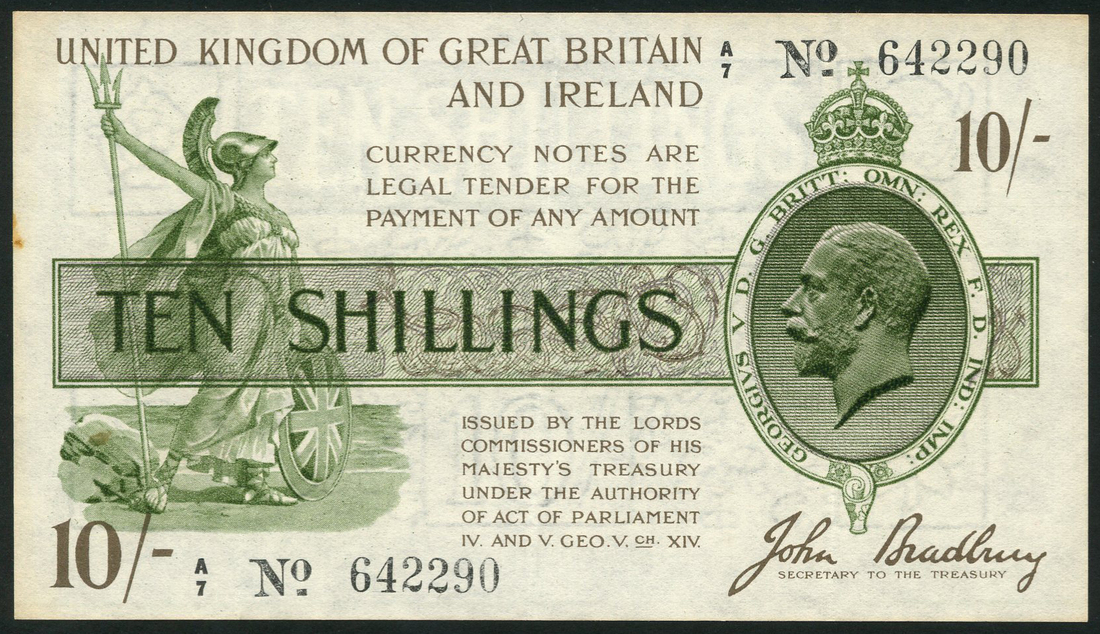 UNITED KINGDOM OF GREAT BRITAIN
AND IRELAND
A/7 No 642290
10/-
CURRENCY NOTES ARE
LEGAL TENDER FOR THE
PAYMENT OF ANY AMOUNT
GEORGIVS V D. G. BRITT: OMN: REX F. D. IND: IMP:
TEN SHILLINGS
ISSUED BY THE LORDS
COMMISSIONERS OF HIS
MAJESTY'S TREASURY
UNDER THE AUTHORITY
OF ACT OF PARLIAMENT
IV. AND V. GEO. V. CH. XIV.
10/-
A/7 No 642290
John Bradbury
SECRETARY TO THE TREASURY